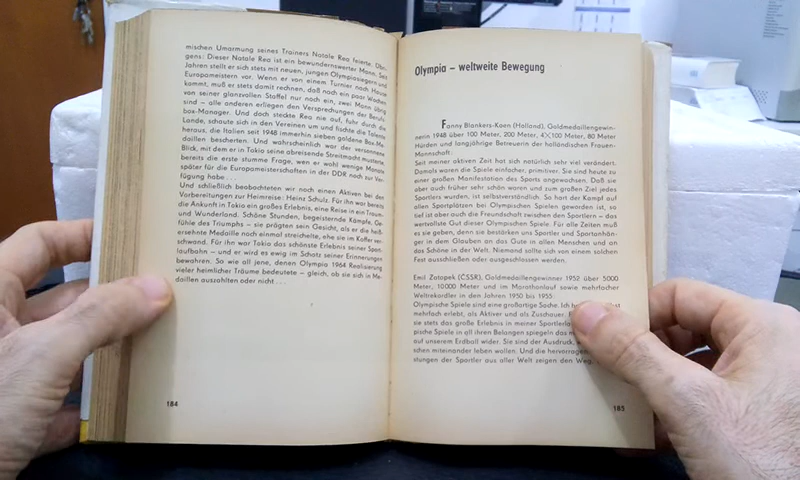 mischen Umarmung seines Trainers Natale Rea feierte. Übri-
gens: Dieser Natale Rea ist ein bewundernswerter Mann. Seit
Jahren stellt er sich stets mit neuen, jungen Olympiasiegern und
Europameistern vor. Wenn er von einem Turnier nach Hause
kommt, muß er stets damit rechnen, daß nach ein paar Wochen
von seiner glanzvollen Staffel nur noch ein, zwei Mann übrig
sind – alle anderen erliegen den Versprechungen der Berufs-
box-Manager. Und doch steckte Rea nie auf, fuhr durch die
Lande, schaute sich in den Vereinen um und fischte die Talente
heraus, die Italien seit 1948 immerhin sieben goldene Box-Me-
daillen bescherten. Und wahrscheinlich war der versonnene
Blick, mit dem er in Tokio seine abreisende Streitmacht musterte,
bereits die erste stumme Frage, wen er wohl wenige Monate
später für die Europameisterschaften in der DDR noch zur Ver-
fügung habe...
Und schließlich beobachteten wir noch einen Aktiven bei den
Vorbereitungen zur Heimreise: Heinz Schulz. Für ihn war bereits
die Ankunft in Tokio ein großes Erlebnis, eine Reise in ein Traum-
und Wunderland. Schöne Stunden, begeisternde Kämpfe, Ge-
fühle des Triumphs – sie prägten sein Gesicht, als er die heiß-
ersehnte Medaille noch einmal streichelte, ehe sie im Koffer ver-
schwand. Für ihn war Tokio das schönste Erlebnis seiner Sport-
laufbahn – und er wird es ewig im Schatz seiner Erinnerungen
bewahren. So wie all jene, denen Olympia 1964 Realisierung
vieler heimlicher Träume bedeutete – gleich, ob sie sich in Me-
daillen auszahlten oder nicht...
184
Olympia – weltweite Bewegung
Fanny Blankers-Koen (Holland), Goldmedaillengewin-
nerin 1948 über 100 Meter, 200 Meter, 4×100 Meter, 80 Meter
Hürden und langjährige Betreuerin der holländischen Frauen-
Mannschaft:
Seit meiner aktiven Zeit hat sich natürlich sehr viel verändert.
Damals waren die Spiele einfacher, primitiver. Sie sind heute zu
einer großen Manifestation des Sports angewachsen. Daß sie
aber auch früher sehr schön waren und zum großen Ziel jedes
Sportlers wurden, ist selbstverständlich. So hart der Kampf auf
allen Sportplätzen bei Olympischen Spielen geworden ist, so
tief ist aber auch die Freundschaft zwischen den Sportlern – das
wertvollste Gut dieser Olympischen Spiele. Für alle Zeiten muß
es sie geben, denn sie bestärken uns Sportler und Sportanhän-
ger in dem Glauben an das Gute in allen Menschen und an
das Schöne in der Welt. Niemand sollte sich von einem solchen
Fest ausschließen oder ausgeschlossen werden.
Emil Zatopek (ČSSR), Goldmedaillengewinner 1952 über 5000
Meter, 10000 Meter und im Marathonlauf sowie mehrfacher
Weltrekordler in den Jahren 1950 bis 1955:
Olympische Spiele sind eine großartige Sache. Ich
mehrfach erlebt, als Aktiver und als Zuschauer,
sie stets das große Erlebnis in meiner
pische Spiele in all ihren Belangen spiegeln das
auf unserem Erdball wider. Sie sind der Ausdruck,
schen miteinander leben wollen. Und die
stungen der Sportler aus aller Welt zeigen den Weg,
185